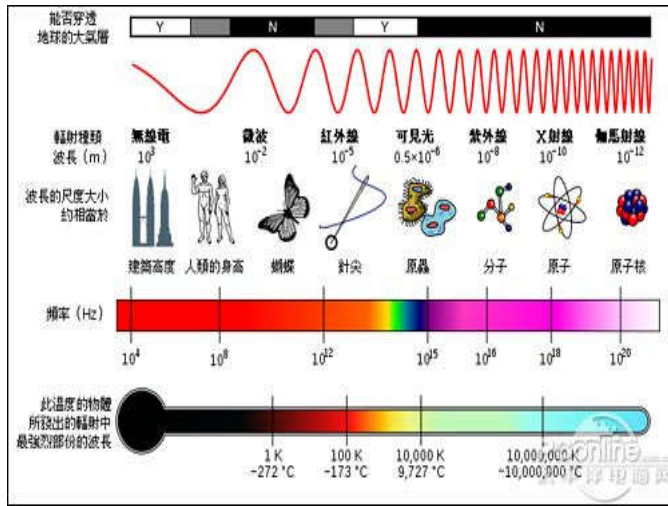 能否穿透
地球的大氣層
Y N Y N
輻射種類 無線電 微波 紅外線 可見光 紫外線 X射線 伽馬射線
波長 (m) 10³ 10⁻² 10⁻⁵ 0.5×10⁻⁶ 10⁻⁸ 10⁻¹⁰ 10⁻¹²
波長的尺度大小
約相當於
建築高度 人類的身高 蝴蝶 針尖 原蟲 分子 原子 原子核
頻率 (Hz)
10⁴ 10⁸ 10¹² 10¹⁵ 10¹⁶ 10¹⁸ 10²⁰
此溫度的物體
所發出的輻射中
最強烈部份的波長
1 K 100 K 10,000 K 10,000,000 K
−272 °C −173 °C 9,727 °C ~10,000,000 °C